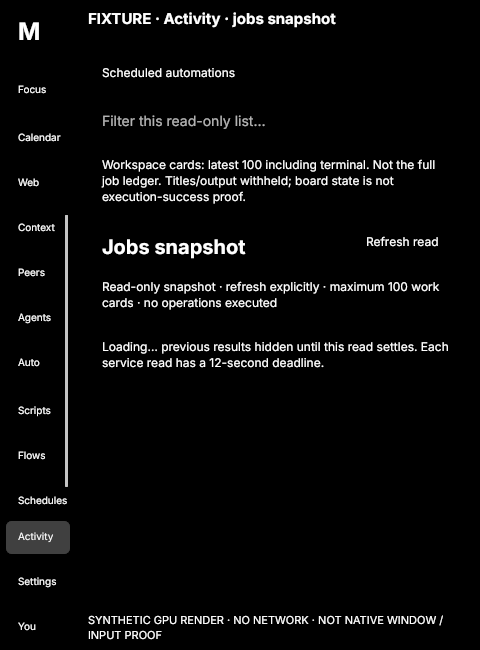 M
FIXTURE · Activity · jobs snapshot
Scheduled automations
Focus
Filter this read-only list...
Calendar
Workspace cards: latest 100 including terminal. Not the full
job ledger. Titles/output withheld; board state is not
execution-success proof.
Web
Context
Jobs snapshot
Refresh read
Peers
Read-only snapshot · refresh explicitly · maximum 100 work
cards · no operations executed
Agents
Loading... previous results hidden until this read settles. Each
service read has a 12-second deadline.
Auto
Scripts
Flows
Schedules
Activity
Settings
You
SYNTHETIC GPU RENDER · NO NETWORK · NOT NATIVE WINDOW /
INPUT PROOF